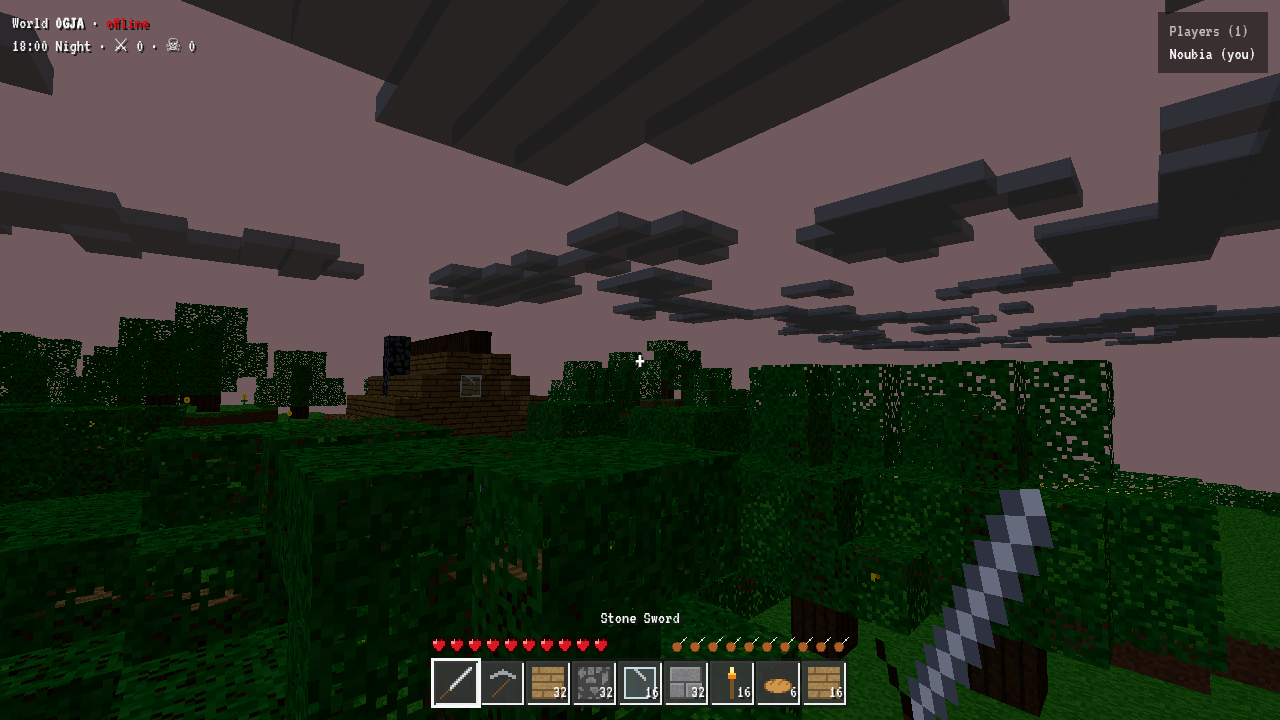 World OGJA · offline
18:00 Night · ⚔ 0 · ☠ 0
Players (1)
Noubia (you)
Stone Sword
32 32 16 32 16 6 16